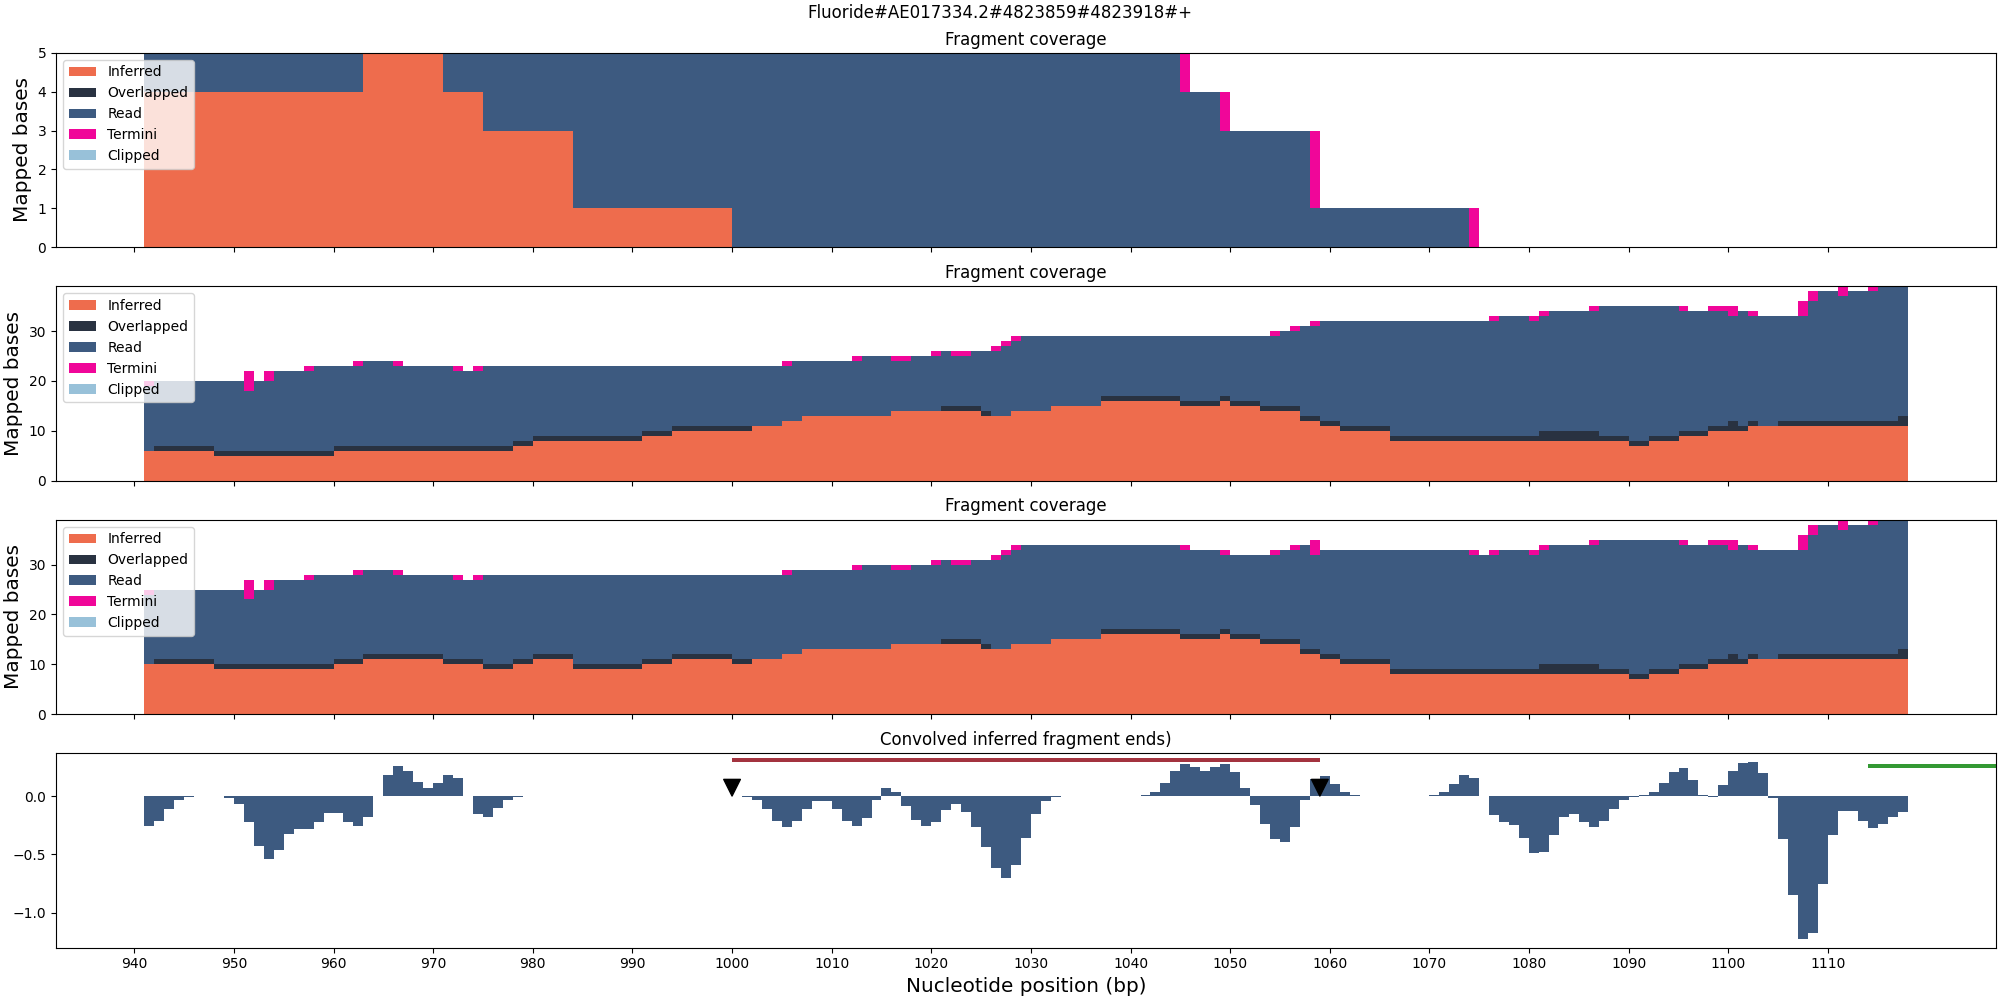 Fluoride#AE017334.2#4823859#4823918#+
Fragment coverage
Mapped bases
5
4
3
2
1
0
Inferred
Overlapped
Read
Termini
Clipped
Fragment coverage
Mapped bases
30
20
10
0
Inferred
Overlapped
Read
Termini
Clipped
Fragment coverage
Mapped bases
30
20
10
0
Inferred
Overlapped
Read
Termini
Clipped
Convolved inferred fragment ends)
0.0
−0.5
−1.0
940 950 960 970 980 990 1000 1010 1020 1030 1040 1050 1060 1070 1080 1090 1100 1110
Nucleotide position (bp)